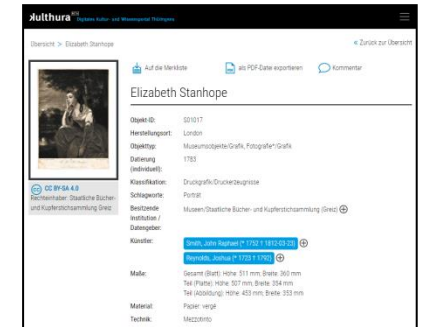 kulthura
Digitales Kultur- und Wissensportal Thüringens
Übersicht > Elizabeth Stanhope
« Zurück zur Übersicht
Auf die Merkliste
als PDF-Datei exportieren
Kommentar
Elizabeth Stanhope
CC BY-SA 4.0
Rechteinhaber: Staatliche Bücher-
und Kupferstichsammlung Greiz
Objekt-ID: S01017
Herstellungsort: London
Objekttyp: Museumsobjekte/Grafik, Fotografie*/Grafik
Datierung
(individuell): 1783
Klassifikation: Druckgrafik/Druckerzeugnisse
Schlagworte: Porträt
Besitzende
Institution /
Datengeber: Museen/Staatliche Bücher- und Kupferstichsammlung (Greiz)
Künstler: Smith, John Raphael (* 1752 † 1812-03-23)
Reynolds, Joshua (* 1723 † 1792)
Maße: Gesamt (Blatt): Höhe: 511 mm; Breite: 360 mm
Teil (Platte): Höhe: 507 mm; Breite: 354 mm
Teil (Abbildung): Höhe: 453 mm; Breite: 353 mm
Material: Papier: vergé
Technik: Mezzotinto